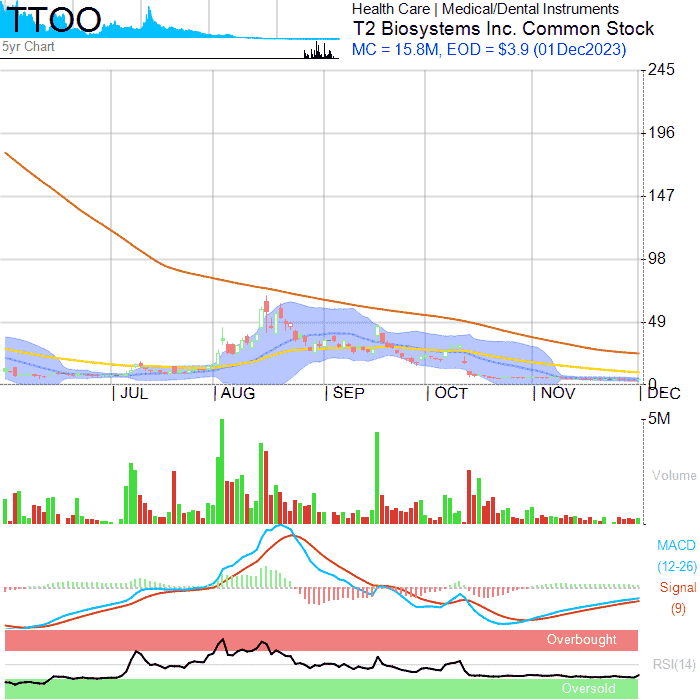 TTOO
5yr Chart
Health Care | Medical/Dental Instruments
T2 Biosystems Inc. Common Stock
MC = 15.8M, EOD = $3.9 (01Dec2023)
245
196
147
98
49
0
JUL AUG SEP OCT NOV DEC
5M
Volume
MACD
(12-26)
Signal
(9)
Overbought
RSI(14)
Oversold